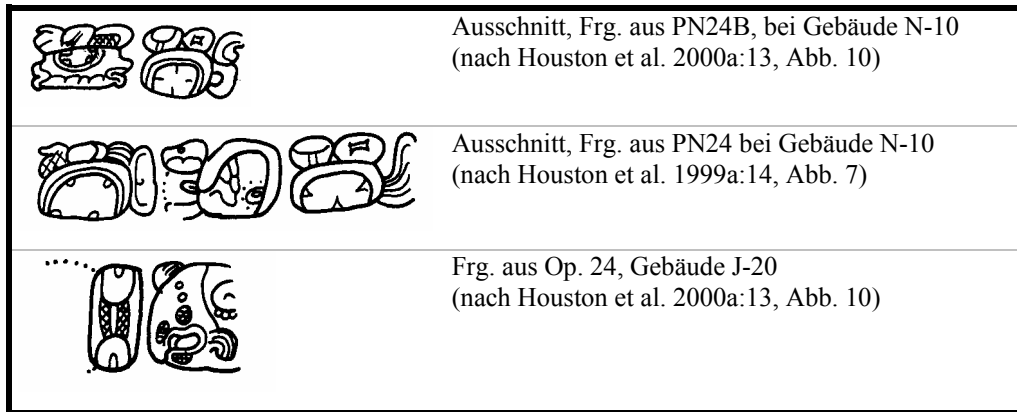 Ausschnitt, Frg. aus PN24B, bei Gebäude N-10
(nach Houston et al. 2000a:13, Abb. 10)
Ausschnitt, Frg. aus PN24 bei Gebäude N-10
(nach Houston et al. 1999a:14, Abb. 7)
Frg. aus Op. 24, Gebäude J-20
(nach Houston et al. 2000a:13, Abb. 10)